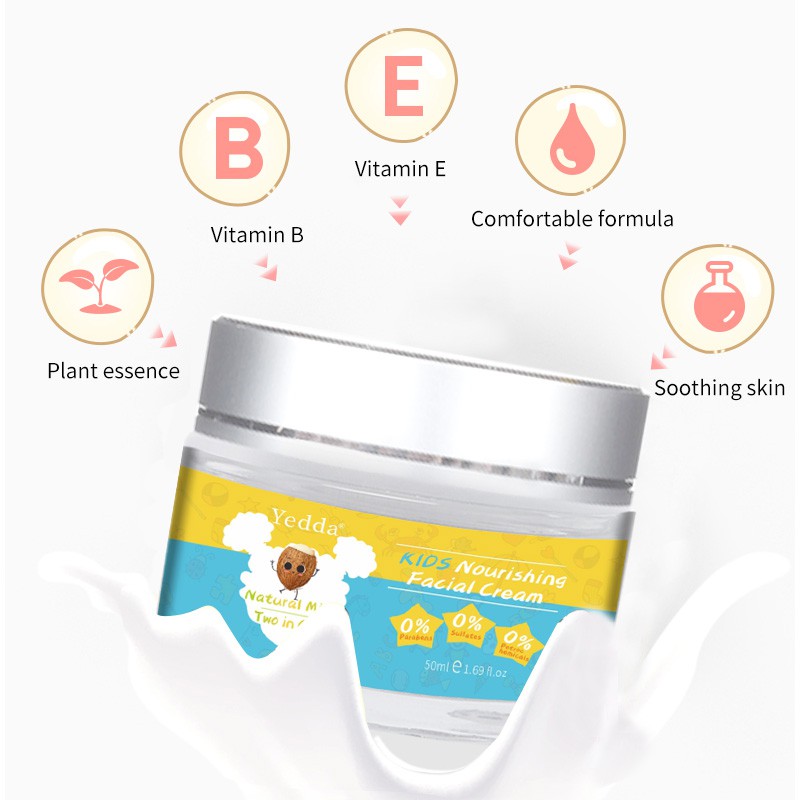 E
Vitamin E
B
Vitamin B
Comfortable formula
Plant essence
Soothing skin
Yedda®
KIDS Nourishing
Facial Cream
Natural
Two in
0%
Parabens
0%
Sulfates
0%
Petrochemicals
50ml e 1.69 fl.oz